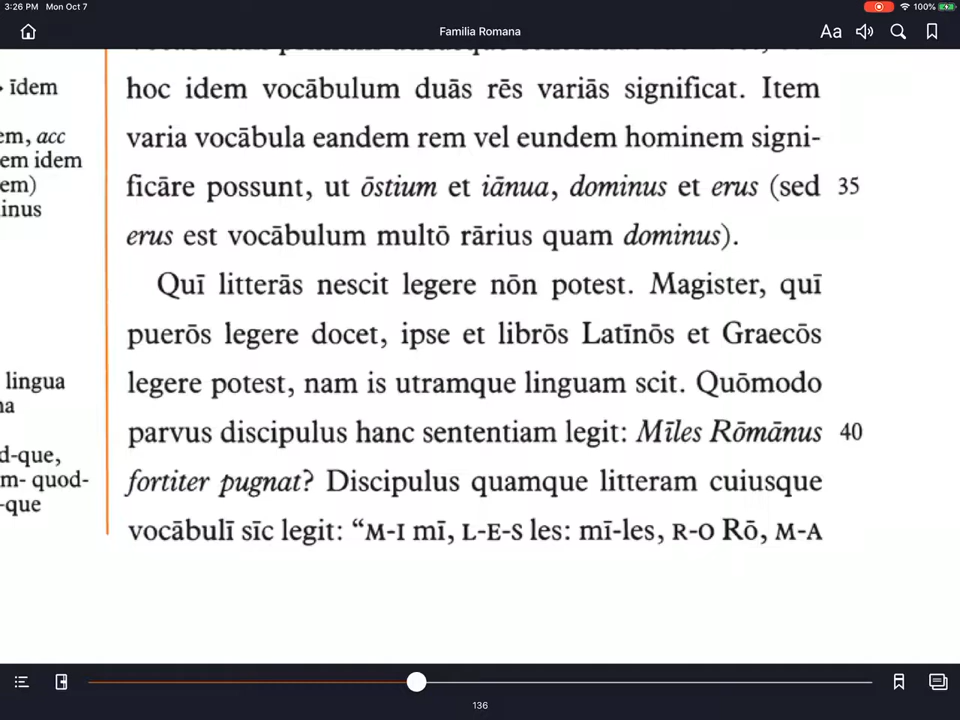 3:26 PM Mon Oct 7
100%
Familia Romana
Aa
hoc idem vocābulum duās rēs variās significat. Item
varia vocābula eandem rem vel eundem hominem signi-
ficāre possunt, ut ōstium et iānua, dominus et erus (sed 35
erus est vocābulum multō rārius quam dominus).
Quī litterās nescit legere nōn potest. Magister, quī
puerōs legere docet, ipse et librōs Latīnōs et Graecōs
legere potest, nam is utramque linguam scit. Quōmodo
parvus discipulus hanc sententiam legit: Mīles Rōmānus 40
fortiter pugnat? Discipulus quamque litteram cuiusque
vocābulī sīc legit: “M-I mī, L-E-S les: mī-les, R-O Rō, M-A
īdem
em, acc
em idem
em)
inus
lingua
na
d-que,
m- quod-
-que
136